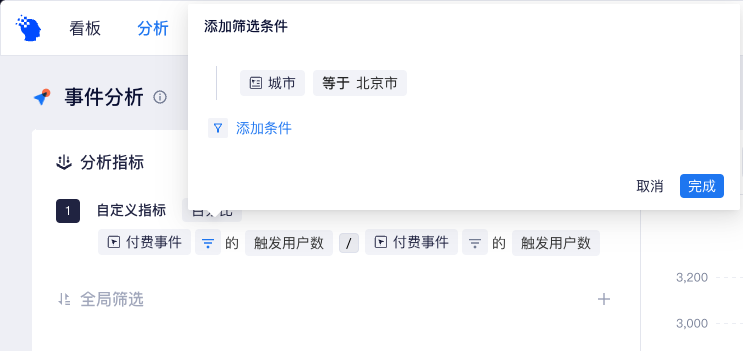 看板 分析
添加筛选条件
城市 等于 北京市
添加条件
取消 完成
事件分析
分析指标
1 自定义指标
付费事件 的 触发用户数 / 付费事件 的 触发用户数
全局筛选
3,200
3,000